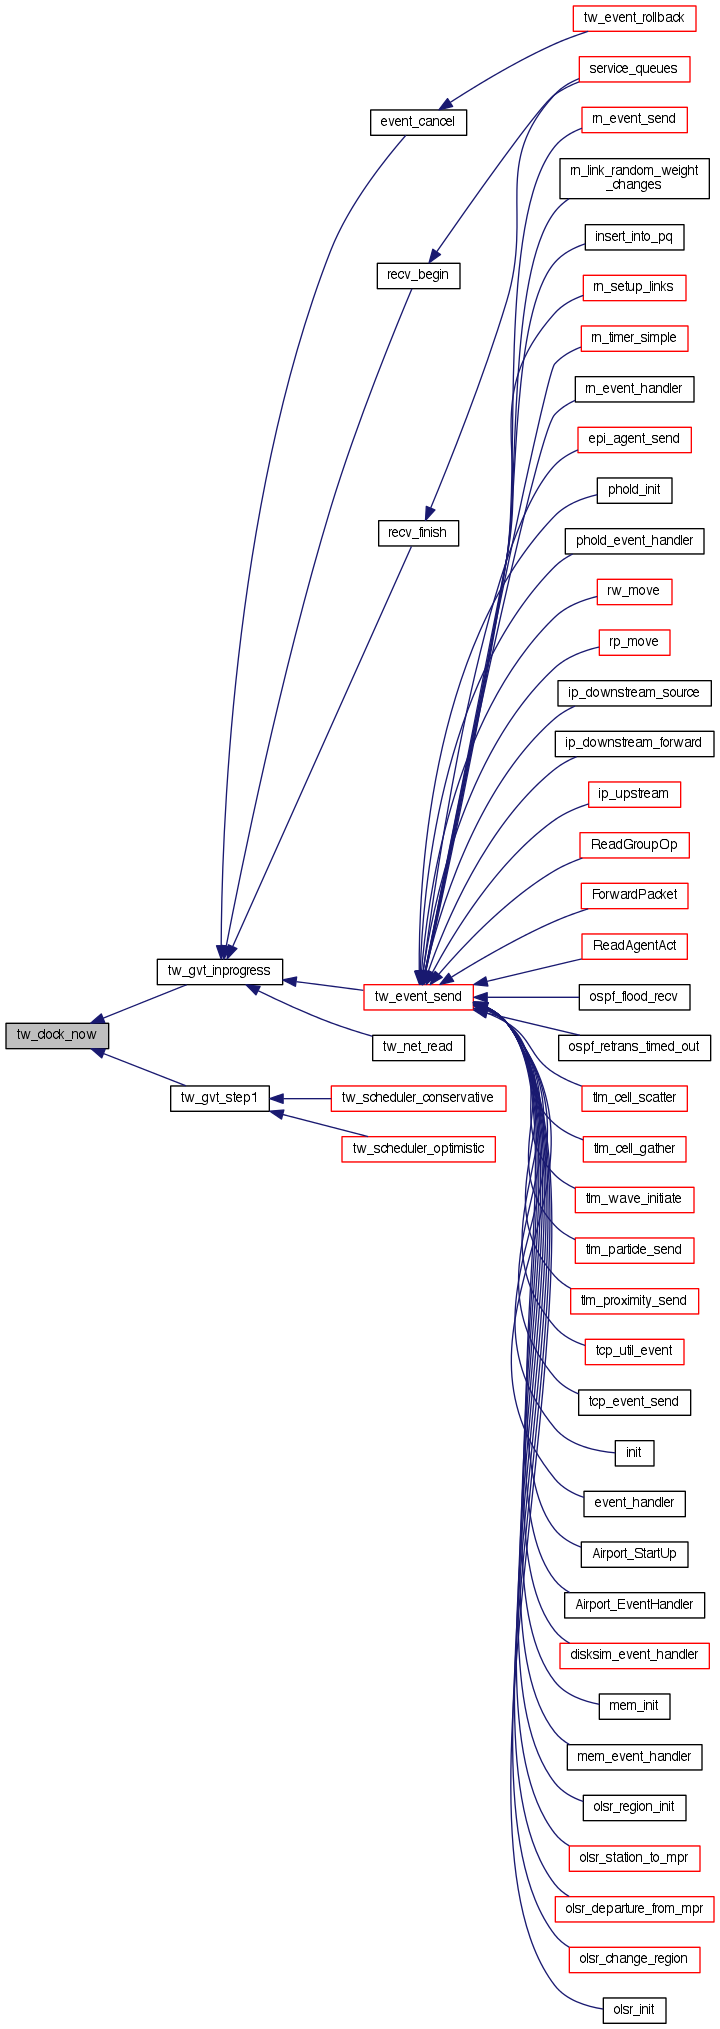 tw_event_rollback
service_queues
event_cancel
rn_event_send
rn_link_random_weight
_changes
insert_into_pq
recv_begin
rn_setup_links
rn_timer_simple
rn_event_handler
epi_agent_send
phold_init
recv_finish
phold_event_handler
rw_move
rp_move
ip_downstream_source
ip_downstream_forward
ip_upstream
ReadGroupOp
ForwardPacket
ReadAgentAct
tw_gvt_inprogress
tw_event_send
ospf_flood_recv
tw_clock_now
tw_net_read
ospf_retrans_timed_out
tw_gvt_step1
tw_scheduler_conservative
tlm_cell_scatter
tw_scheduler_optimistic
tlm_cell_gather
tlm_wave_initiate
tlm_particle_send
tlm_proximity_send
tcp_util_event
tcp_event_send
init
event_handler
Airport_StartUp
Airport_EventHandler
disksim_event_handler
mem_init
mem_event_handler
olsr_region_init
olsr_station_to_mpr
olsr_departure_from_mpr
olsr_change_region
olsr_init